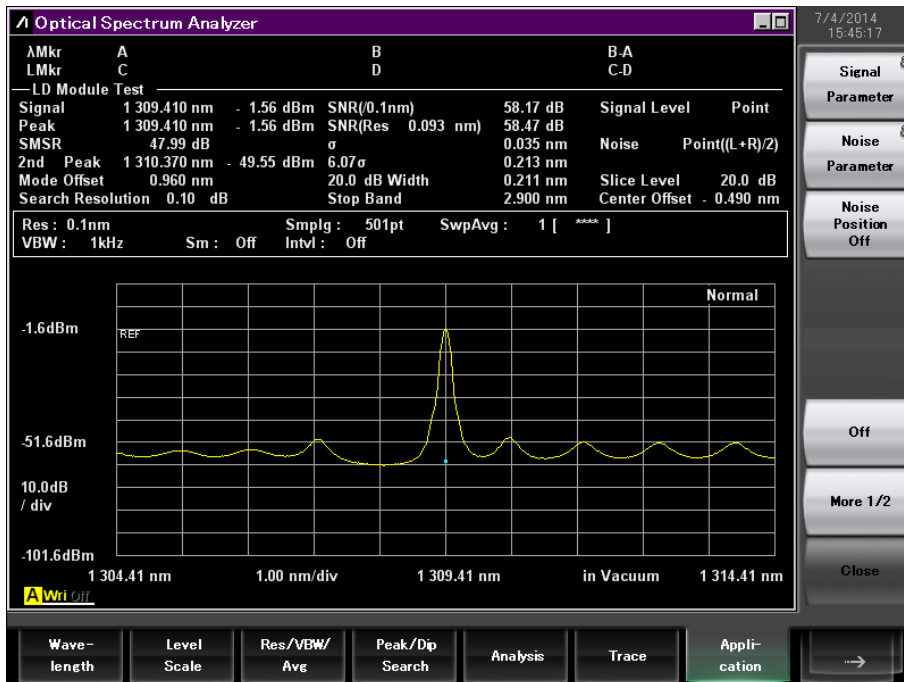 Optical Spectrum Analyzer
7/4/2014
15:45:17
λMkr A B B-A
LMkr C D C-D
LD Module Test
Signal 1 309.410 nm - 1.56 dBm SNR(/0.1nm) 58.17 dB Signal Level Point
Peak 1 309.410 nm - 1.56 dBm SNR(Res 0.093 nm) 58.47 dB
SMSR 47.99 dB σ 0.035 nm Noise Point((L+R)/2)
2nd Peak 1 310.370 nm - 49.55 dBm 6.07σ 0.213 nm
Mode Offset 0.960 nm 20.0 dB Width 0.211 nm Slice Level 20.0 dB
Search Resolution 0.10 dB Stop Band 2.900 nm Center Offset - 0.490 nm
Res : 0.1nm Smplg : 501pt SwpAvg : 1 [ **** ]
VBW : 1kHz Sm : Off Intvl : Off
Normal
-1.6dBm
REF
-51.6dBm
10.0dB
/ div
-101.6dBm
1 304.41 nm 1.00 nm/div 1 309.41 nm in Vacuum 1 314.41 nm
A Wri Off
Signal
Parameter
Noise
Parameter
Noise
Position
Off
Off
More 1/2
Close
Wave-
length
Level
Scale
Res/VBW/
Avg
Peak/Dip
Search
Analysis
Trace
Appli-
cation